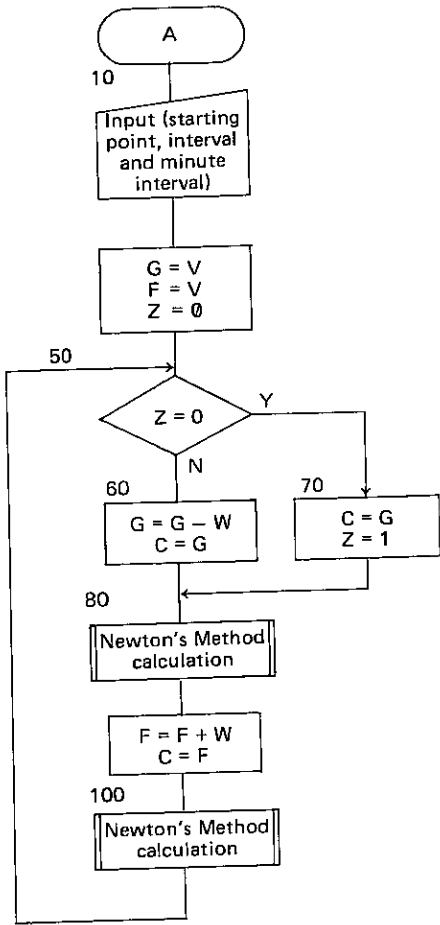 A
10
Input (starting
point, interval
and minute
interval)
G = V
F = V
Z = 0
50
Z = 0
Y
N
60
G = G − W
C = G
70
C = G
Z = 1
80
Newton's Method
calculation
F = F + W
C = F
100
Newton's Method
calculation